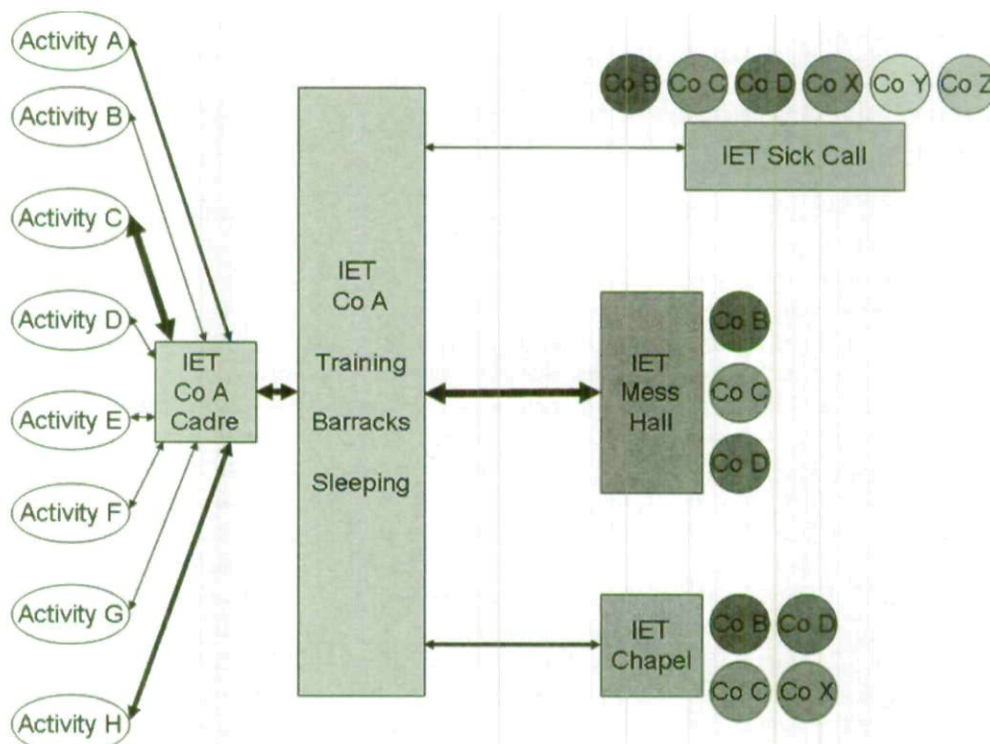 Activity A
Activity B
Activity C
Activity D
Activity E
Activity F
Activity G
Activity H
IET
Co A
Cadre
IET
Co A
Training
Barracks
Sleeping
Co B Co C Co D Co X Co Y Co Z
IET Sick Call
IET
Mess
Hall
Co B
Co C
Co D
IET
Chapel
Co B Co D
Co C Co X